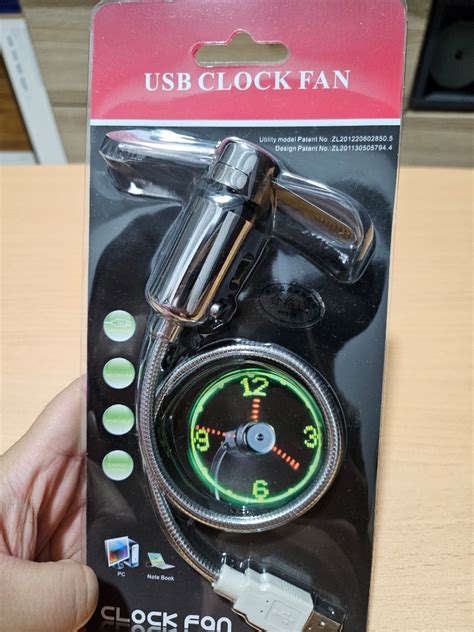 USB CLOCK FAN
Utility model Patent No.:ZL201220602850.5
Design Patent No.:ZL201130505794.4
12
9
3
6
PC
Note Book
CLOCK FAN